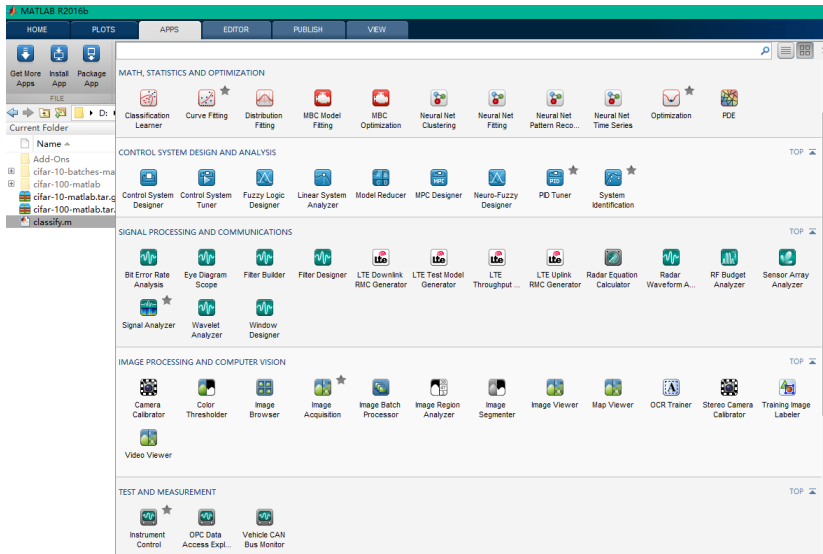 MATLAB R2016b
HOME PLOTS APPS EDITOR PUBLISH VIEW
Get More Apps
Install App
Package App
FILE
D:
Current Folder
Name
Add-Ons
cifar-10-batches-ma
cifar-100-matlab
cifar-10-matlab.tar.g
cifar-100-matlab.tar.
classify.m
MATH, STATISTICS AND OPTIMIZATION
Classification Learner
Curve Fitting
Distribution Fitting
MBC Model Fitting
MBC Optimization
Neural Net Clustering
Neural Net Fitting
Neural Net Pattern Reco...
Neural Net Time Series
Optimization
PDE
CONTROL SYSTEM DESIGN AND ANALYSIS TOP
Control System Designer
Control System Tuner
Fuzzy Logic Designer
Linear System Analyzer
Model Reducer
MPC
MPC Designer
Neuro-Fuzzy Designer
PID
PID Tuner
System Identification
SIGNAL PROCESSING AND COMMUNICATIONS TOP
Bit Error Rate Analysis
Eye Diagram Scope
Filter Builder
Filter Designer
LTE Downlink RMC Generator
LTE Test Model Generator
LTE Throughput ...
LTE Uplink RMC Generator
Radar Equation Calculator
Radar Waveform A...
RF Budget Analyzer
Sensor Array Analyzer
Signal Analyzer
Wavelet Analyzer
Window Designer
IMAGE PROCESSING AND COMPUTER VISION TOP
Camera Calibrator
Color Thresholder
Image Browser
Image Acquisition
Image Batch Processor
Image Region Analyzer
Image Segmenter
Image Viewer
Map Viewer
OCR Trainer
Stereo Camera Calibrator
Training Image Labeler
Video Viewer
TEST AND MEASUREMENT TOP
Instrument Control
OPC Data Access Expl...
Vehicle CAN Bus Monitor